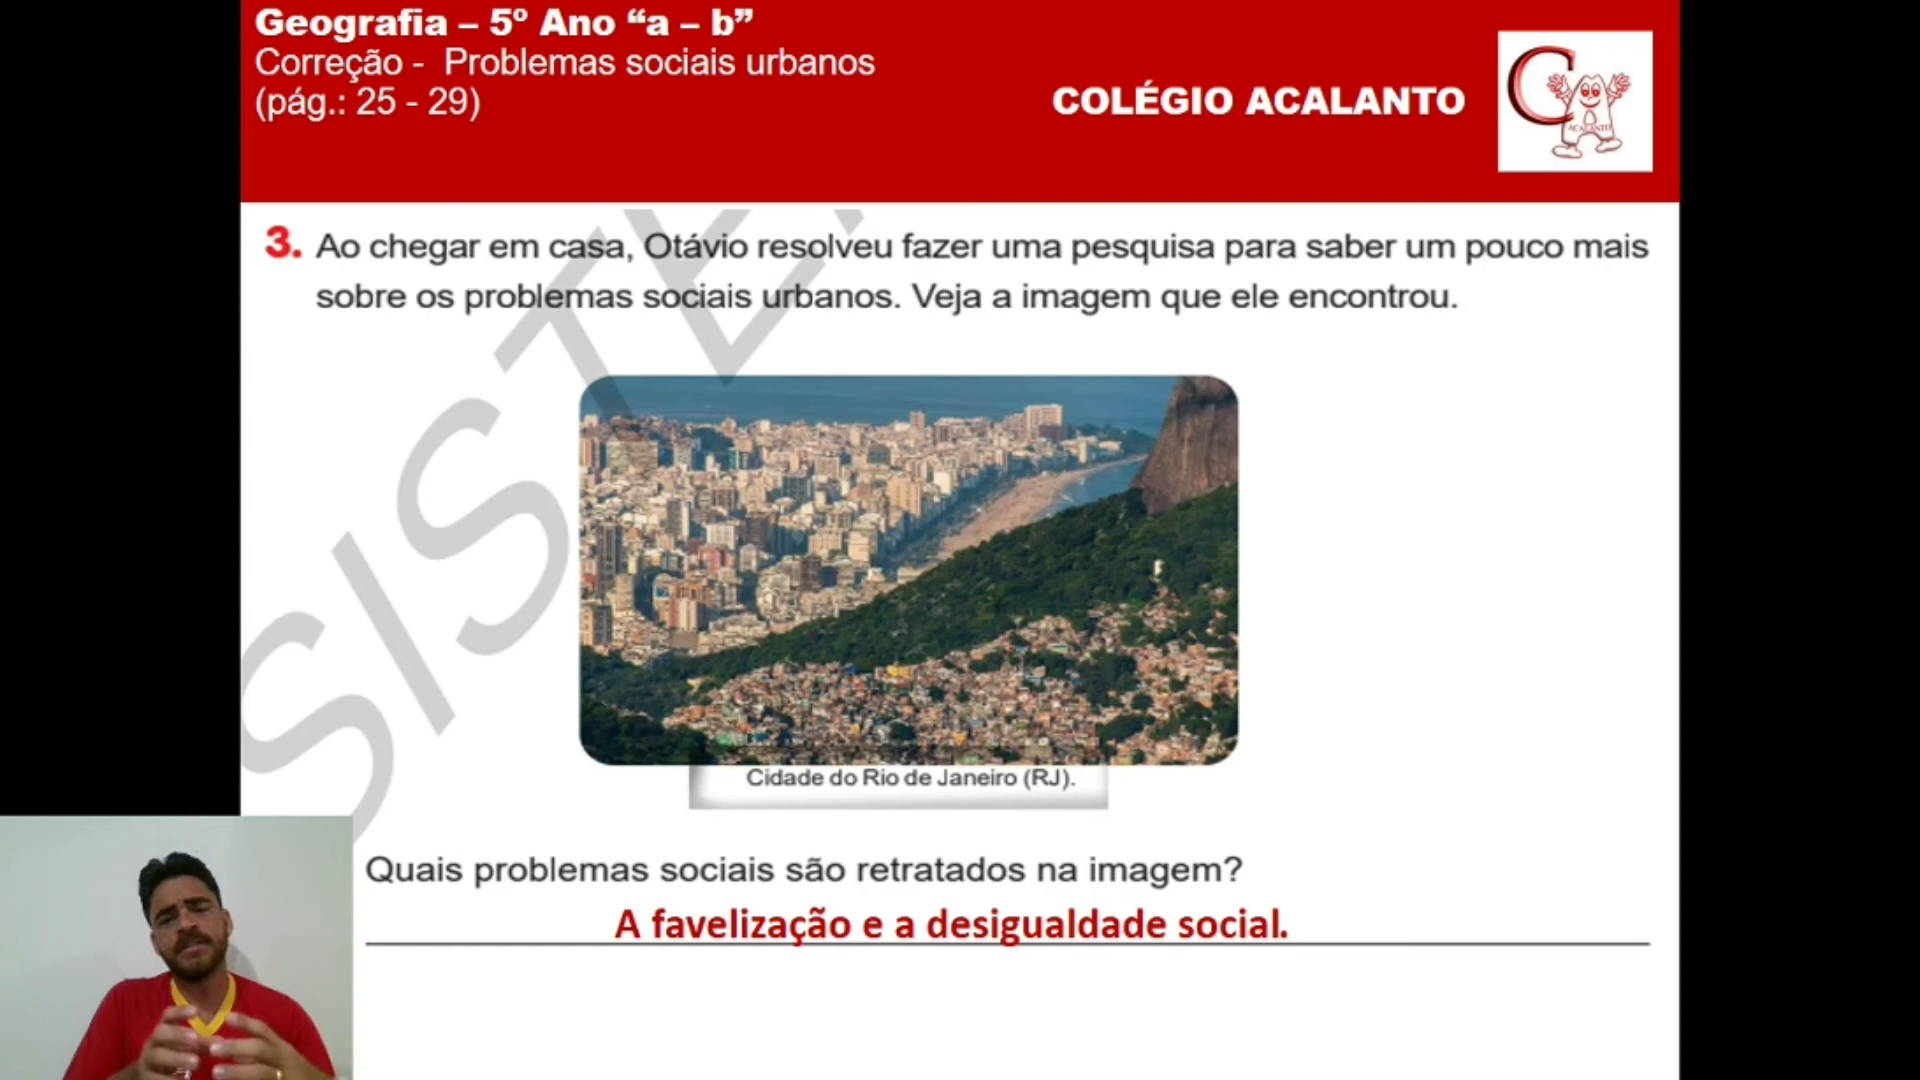 Geografia – 5º Ano “a – b”
Correção - Problemas sociais urbanos
(pág.: 25 - 29)
COLÉGIO ACALANTO
C
ACALANTO
3. Ao chegar em casa, Otávio resolveu fazer uma pesquisa para saber um pouco mais
sobre os problemas sociais urbanos. Veja a imagem que ele encontrou.
SISTE
Cidade do Rio de Janeiro (RJ).
Quais problemas sociais são retratados na imagem?
A favelização e a desigualdade social.